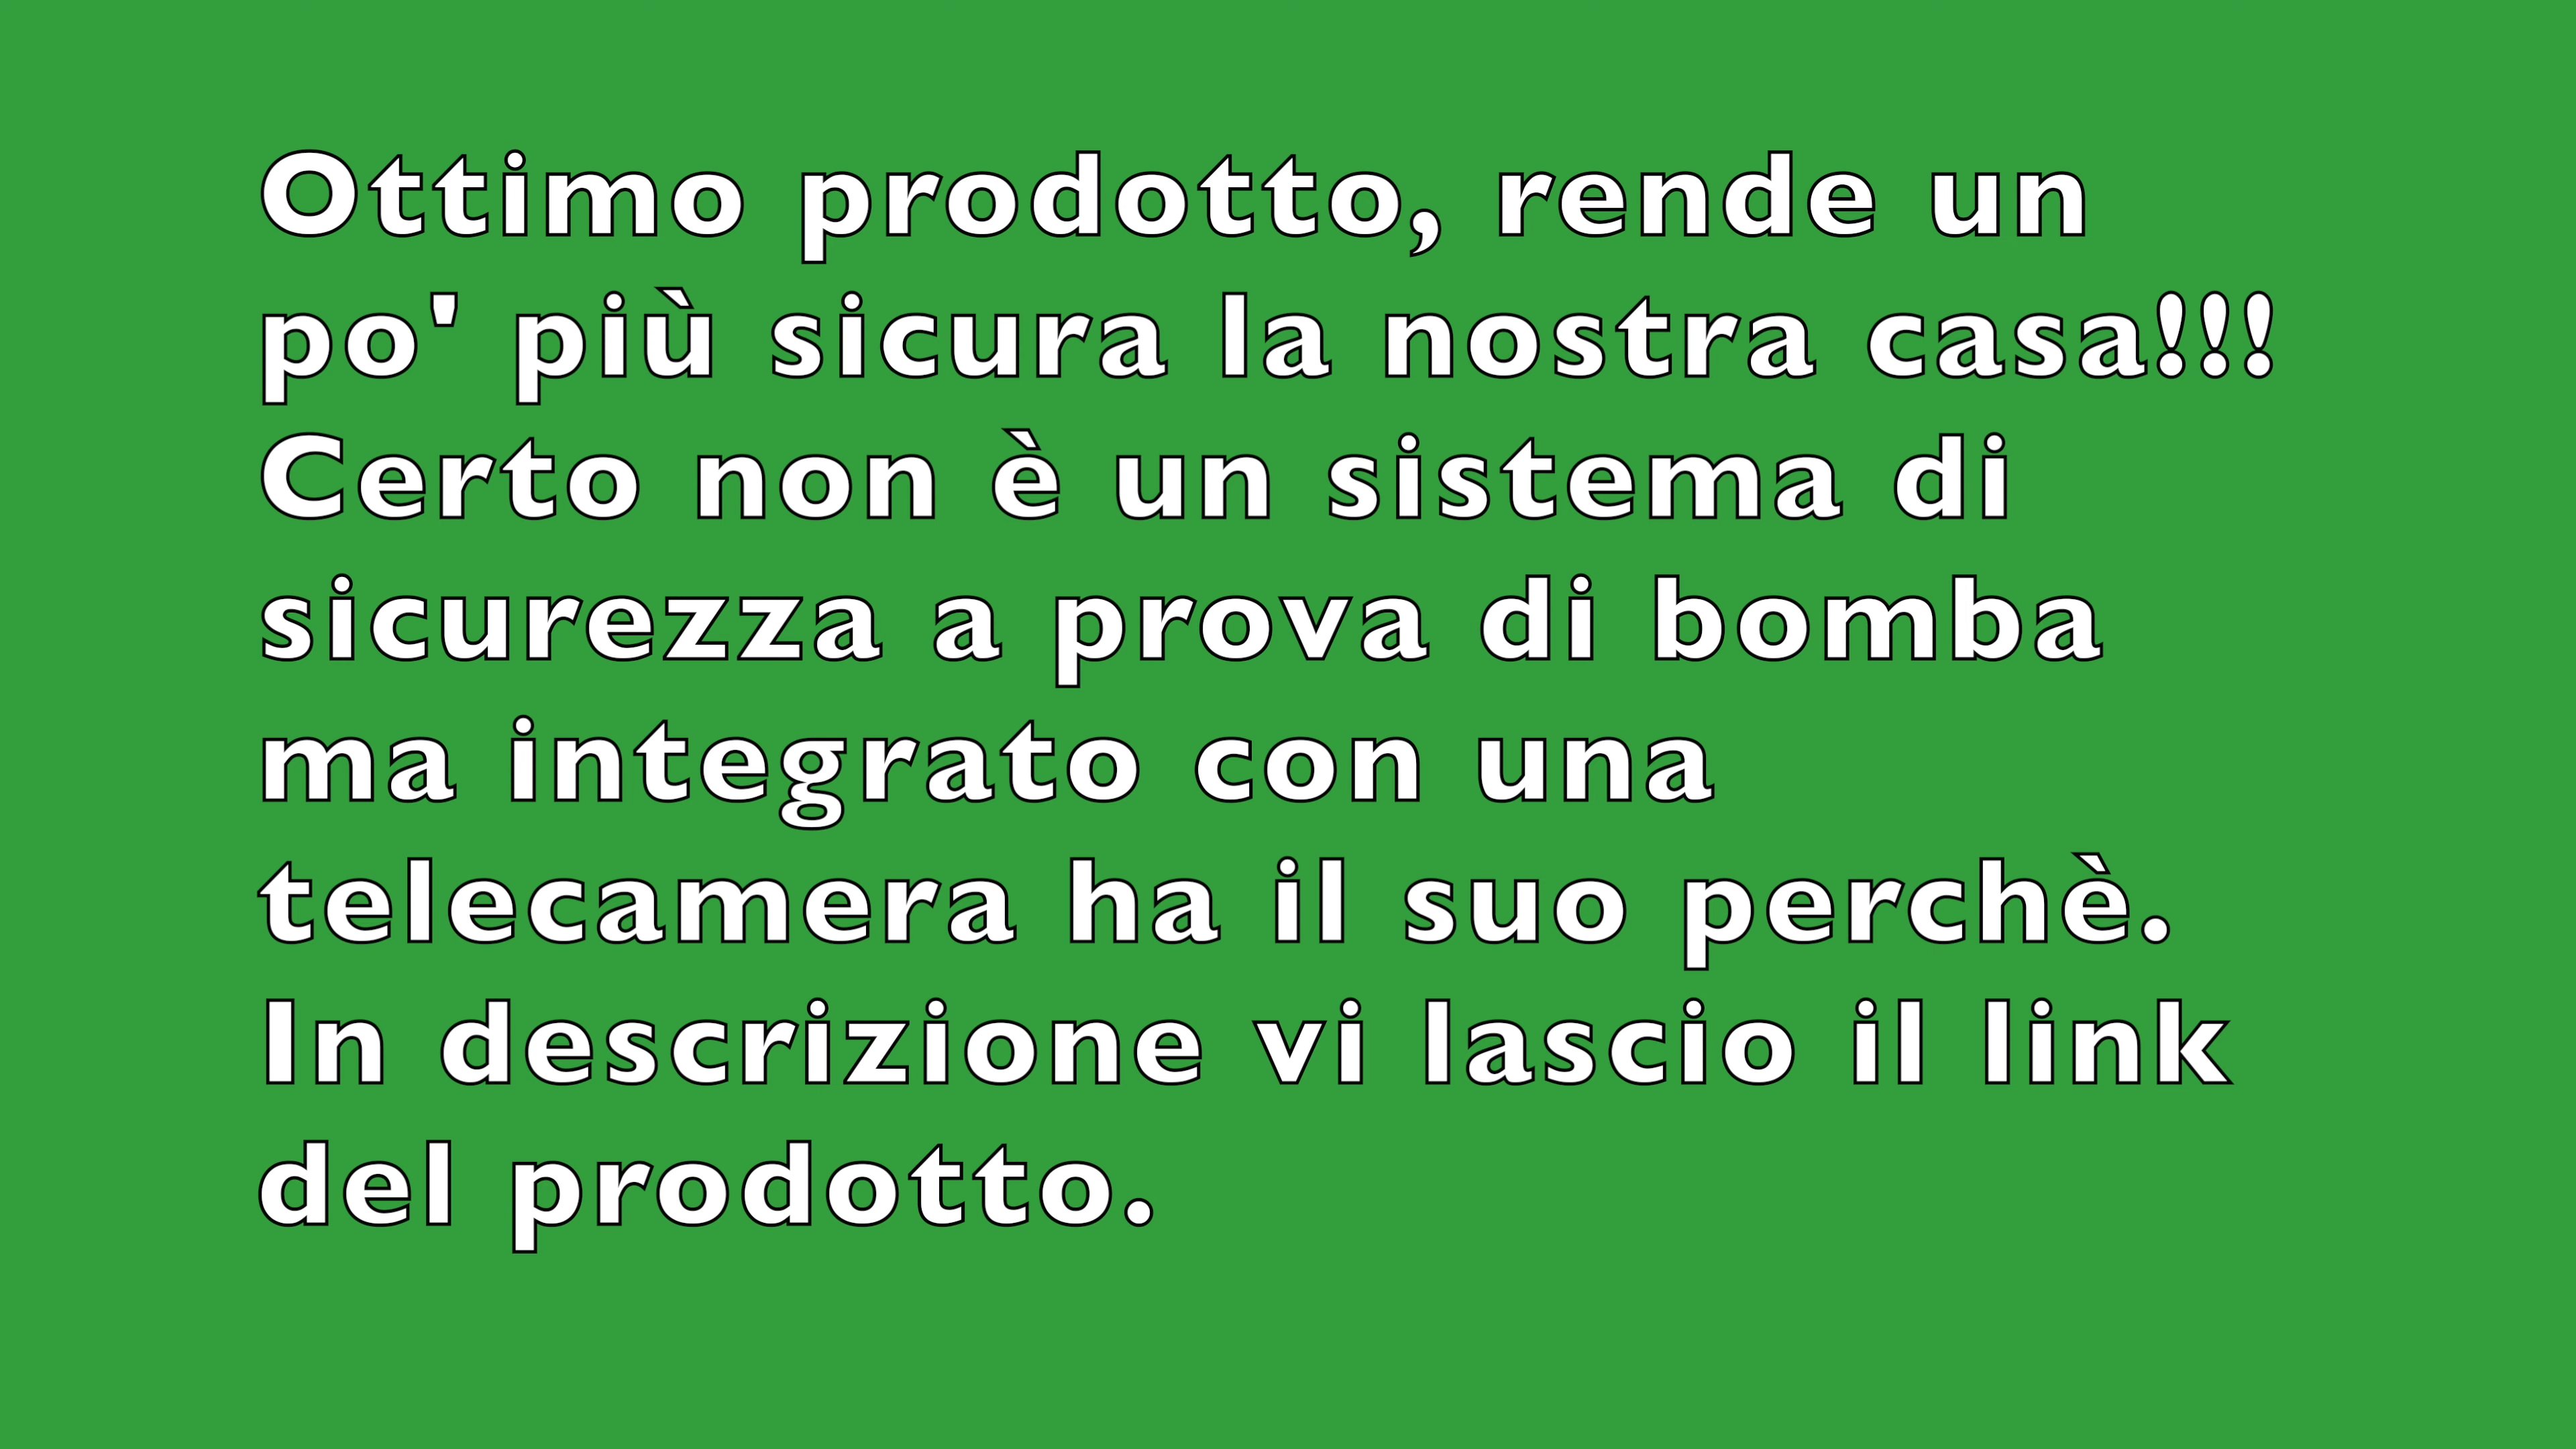 Ottimo prodotto, rende un
po' più sicura la nostra casa!!!
Certo non è un sistema di
sicurezza a prova di bomba
ma integrato con una
telecamera ha il suo perchè.
In descrizione vi lascio il link
del prodotto.